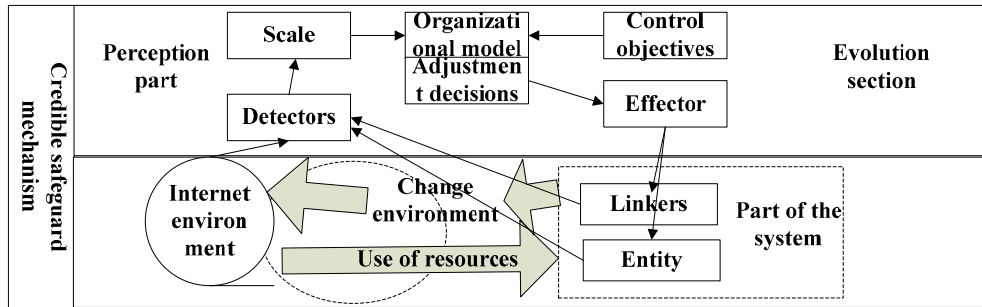 Credible safeguard
mechanism
Perception
part
Scale
Organizati
onal model
Adjustmen
t decisions
Control
objectives
Evolution
section
Detectors
Effector
Internet
environ
ment
Change
environment
Use of resources
Linkers
Entity
Part of the
system